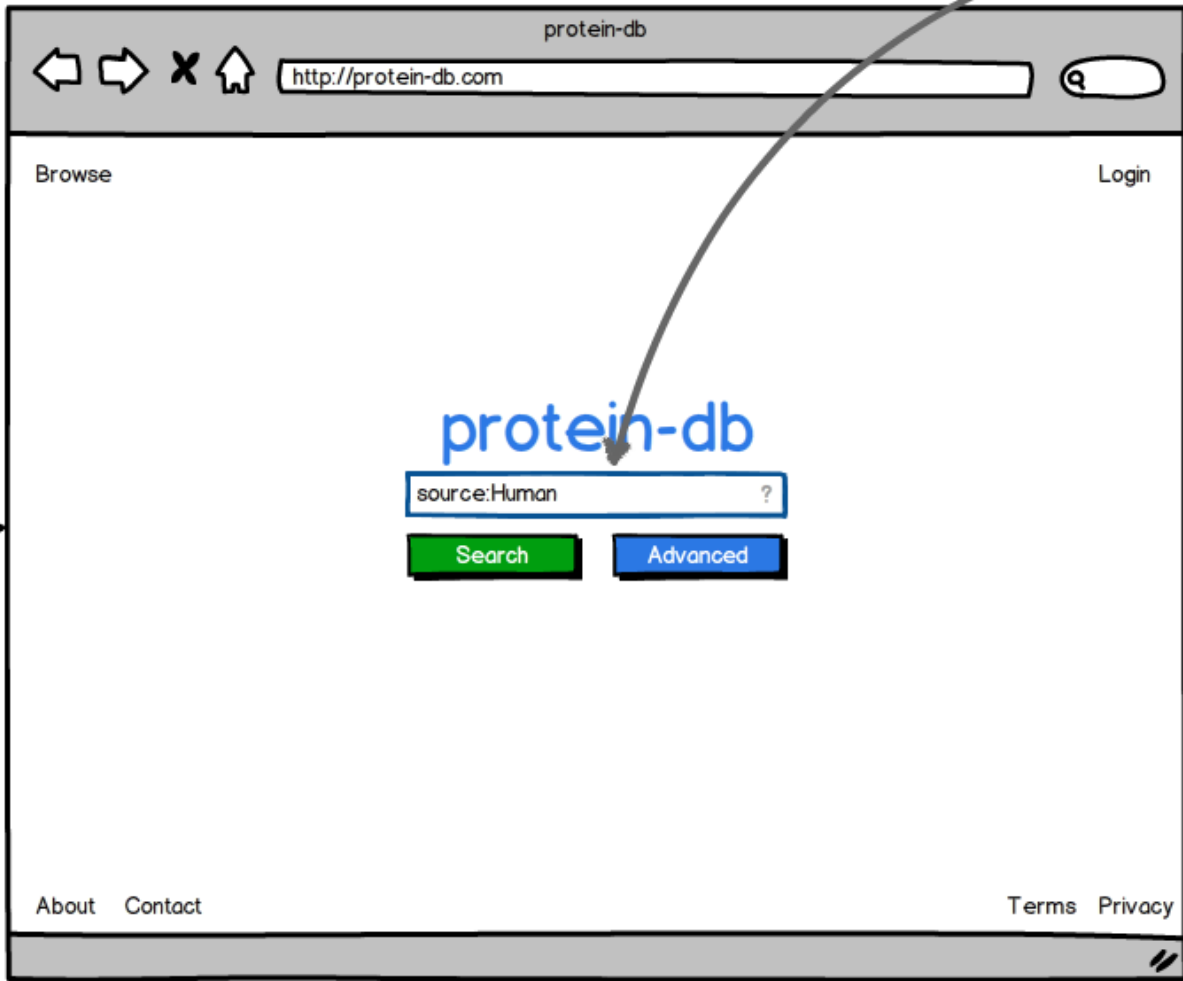 protein-db
http://protein-db.com
Browse
Login
protein-db
source:Human ?
Search
Advanced
About Contact
Terms Privacy